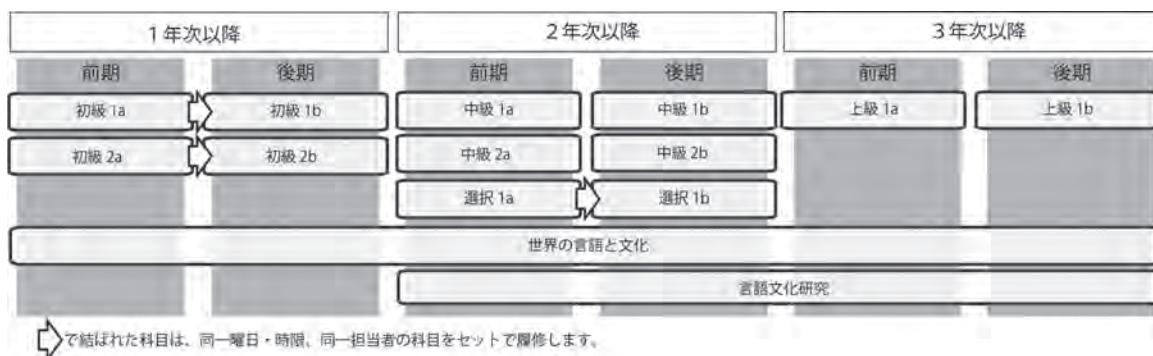 1年次以降 2年次以降 3年次以降
前期 後期 前期 後期 前期 後期
初級 1a 初級 1b 中級 1a 中級 1b 上級 1a 上級 1b
初級 2a 初級 2b 中級 2a 中級 2b
選択 1a 選択 1b
世界の言語と文化
言語文化研究
で結ばれた科目は、同一曜日・時限、同一担当者の科目をセットで履修します。